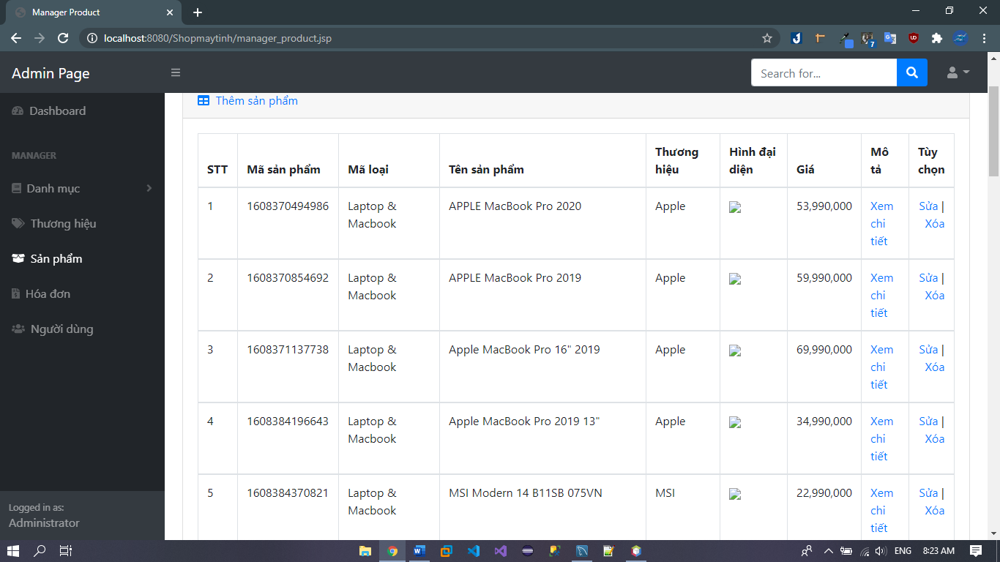 Manager Product
localhost:8080/Shopmaytinh/manager_product.jsp
7
Admin Page
Search for...
Dashboard
MANAGER
Danh mục
Thương hiệu
Sản phẩm
Hóa đơn
Người dùng
Logged in as:
Administrator
Thêm sản phẩm
STT Mã sản phẩm Mã loại Tên sản phẩm Thương hiệu Hình đại diện Giá Mô tả Tùy chọn
1 1608370494986 Laptop & Macbook APPLE MacBook Pro 2020 Apple 53,990,000 Xem chi tiết Sửa | Xóa
2 1608370854692 Laptop & Macbook APPLE MacBook Pro 2019 Apple 59,990,000 Xem chi tiết Sửa | Xóa
3 1608371137738 Laptop & Macbook Apple MacBook Pro 16" 2019 Apple 69,990,000 Xem chi tiết Sửa | Xóa
4 1608384196643 Laptop & Macbook Apple MacBook Pro 2019 13" Apple 34,990,000 Xem chi tiết Sửa | Xóa
5 1608384370821 Laptop & Macbook MSI Modern 14 B11SB 075VN MSI 22,990,000 Xem chi tiết Sửa | Xóa
ENG 8:23 AM